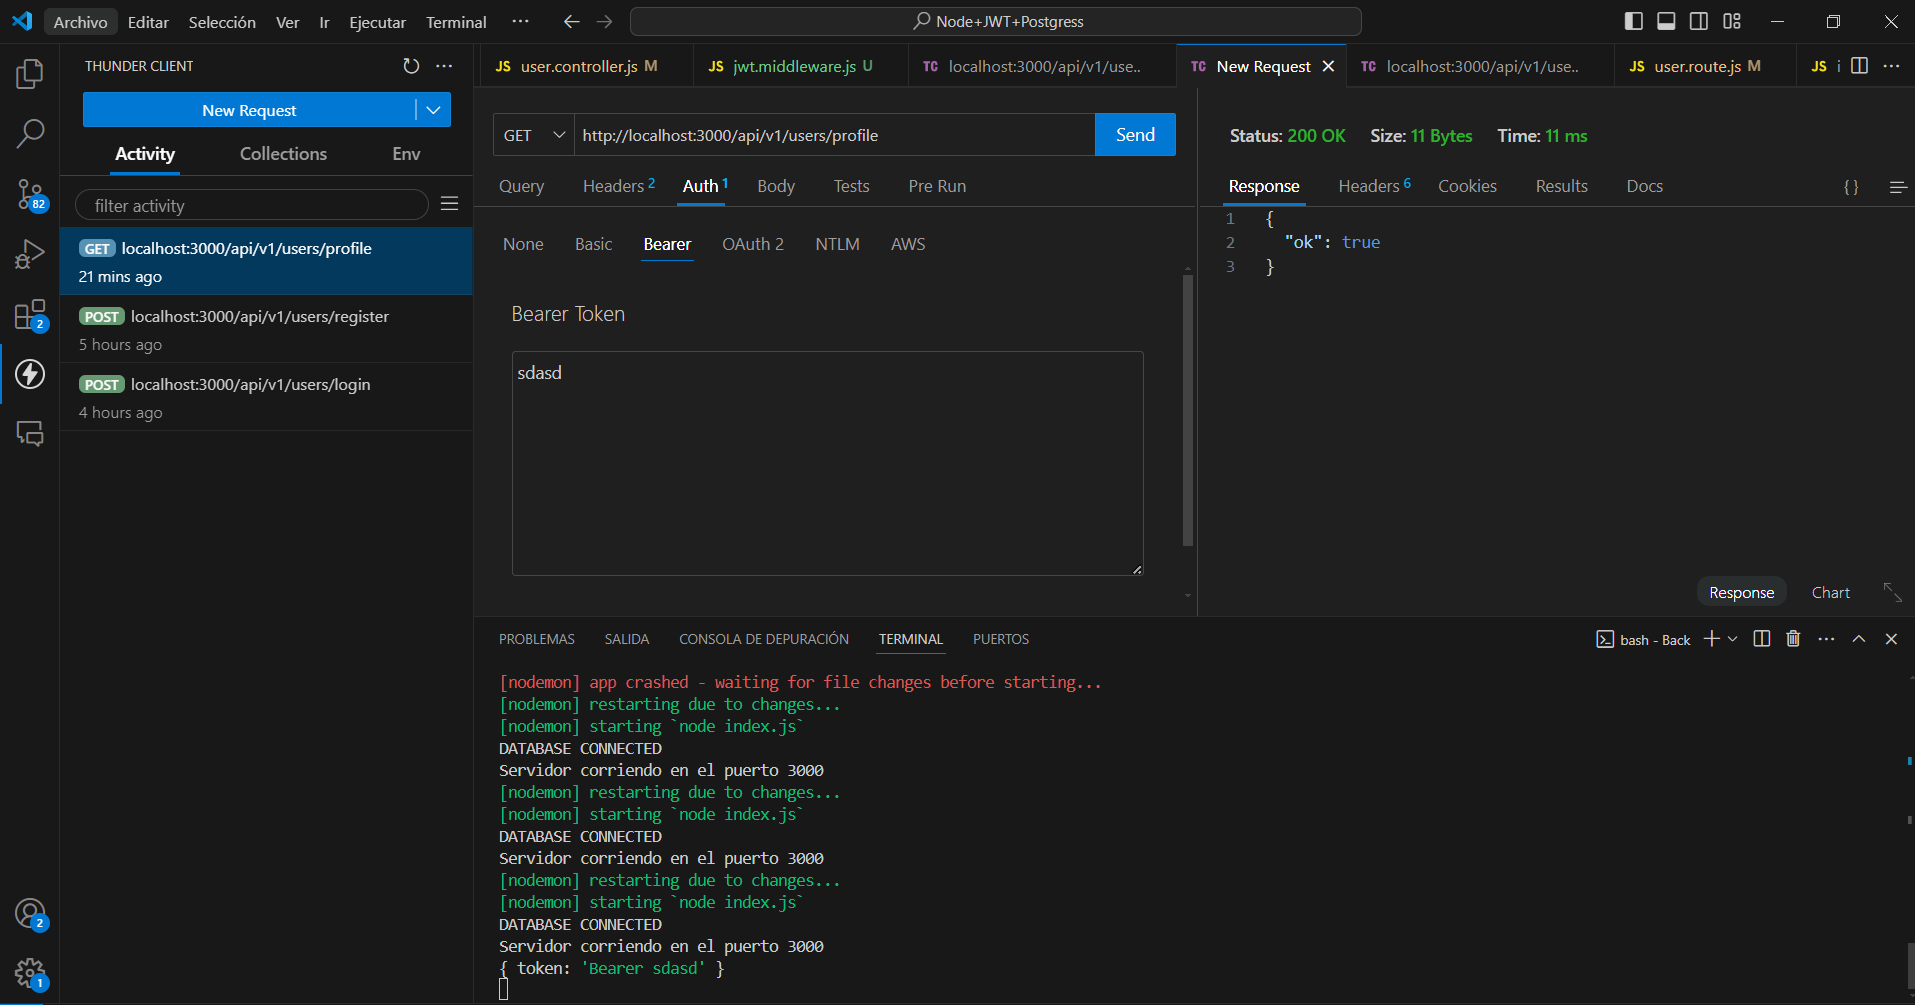 Archivo Editar Selección Ver Ir Ejecutar Terminal ··· Node+JWT+Postgress
THUNDER CLIENT
New Request
Activity Collections Env
filter activity
GET localhost:3000/api/v1/users/profile
21 mins ago
POST localhost:3000/api/v1/users/register
5 hours ago
POST localhost:3000/api/v1/users/login
4 hours ago
82
2
2
1
JS user.controller.js M JS jwt.middleware.js U TC localhost:3000/api/v1/use.. TC New Request TC localhost:3000/api/v1/use.. JS user.route.js M JS i
GET http://localhost:3000/api/v1/users/profile Send
Query Headers 2 Auth 1 Body Tests Pre Run
None Basic Bearer OAuth 2 NTLM AWS
Bearer Token
sdasd
Status: 200 OK Size: 11 Bytes Time: 11 ms
Response Headers 6 Cookies Results Docs {}
1 {
2 "ok": true
3 }
Response Chart
PROBLEMAS SALIDA CONSOLA DE DEPURACIÓN TERMINAL PUERTOS bash - Back
[nodemon] app crashed - waiting for file changes before starting...
[nodemon] restarting due to changes...
[nodemon] starting `node index.js`
DATABASE CONNECTED
Servidor corriendo en el puerto 3000
[nodemon] restarting due to changes...
[nodemon] starting `node index.js`
DATABASE CONNECTED
Servidor corriendo en el puerto 3000
[nodemon] restarting due to changes...
[nodemon] starting `node index.js`
DATABASE CONNECTED
Servidor corriendo en el puerto 3000
{ token: 'Bearer sdasd' }